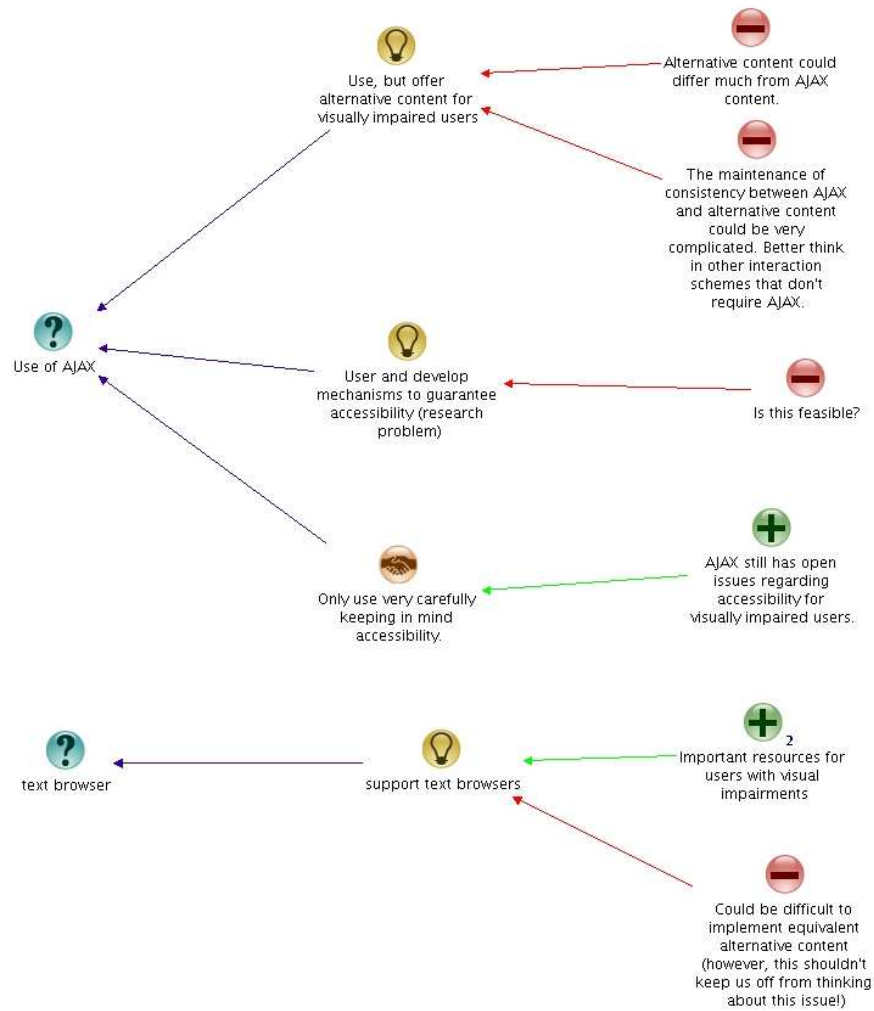 Use, but offer
alternative content for
visually impaired users
Alternative content could
differ much from AJAX
content.
The maintenance of
consistency between AJAX
and alternative content
could be very
complicated. Better think
in other interaction
schemes that don't
require AJAX.
?
Use of AJAX
User and develop
mechanisms to guarantee
accessibility (research
problem)
Is this feasible?
Only use very carefully
keeping in mind
accessibility.
AJAX still has open
issues regarding
accessibility for
visually impaired users.
?
text browser
support text browsers
2
Important resources for
users with visual
impairments
Could be difficult to
implement equivalent
alternative content
(however, this shouldn't
keep us off from thinking
about this issue!)